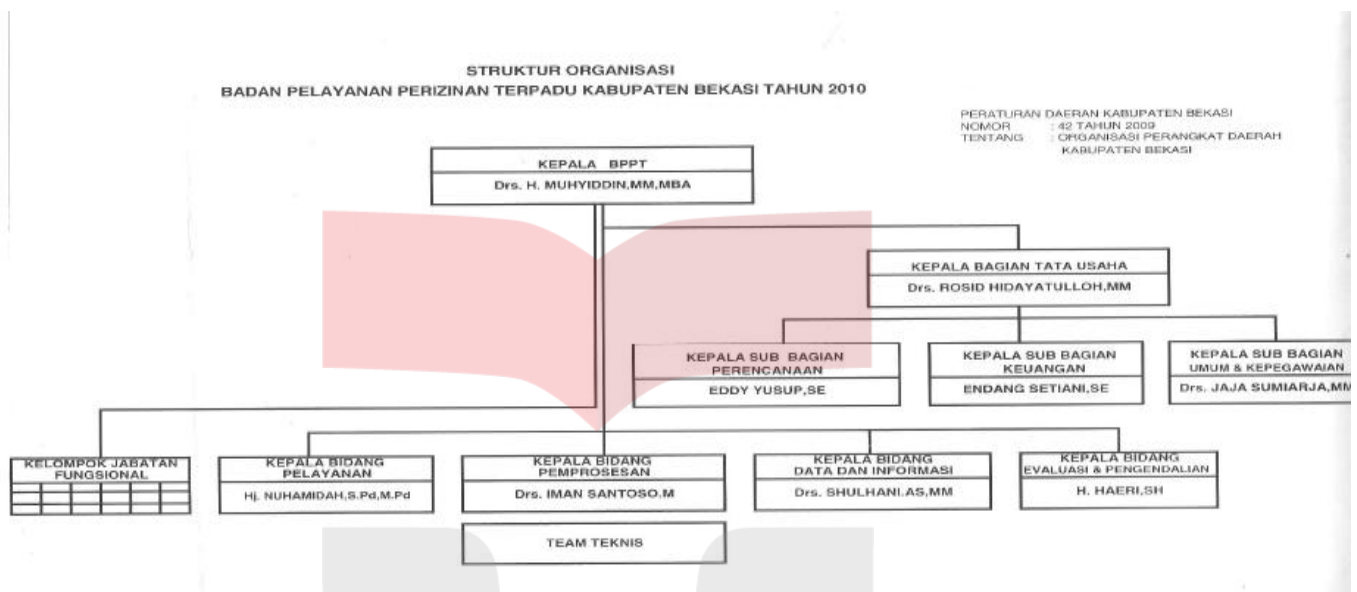 STRUKTUR ORGANISASI
BADAN PELAYANAN PERIZINAN TERPADU KABUPATEN BEKASI TAHUN 2010
PERATURAN DAERAN KABUPATEN BEKASI
NOMOR : 42 TAHUN 2009
TENTANG : ORGANISASI PERANGKAT DAERAH
KABUPATEN BEKASI
KEPALA BPPT
Drs. H. MUHYIDDIN,MM,MBA
KEPALA BAGIAN TATA USAHA
Drs. ROSID HIDAYATULLOH,MM
KEPALA SUB BAGIAN
PERENCANAAN
EDDY YUSUP,SE
KEPALA SUB BAGIAN
KEUANGAN
ENDANG SETIANI,SE
KEPALA SUB BAGIAN
UMUM & KEPEGAWAIAN
Drs. JAJA SUMIARJA,MM
KELOMPOK JABATAN
FUNGSIONAL
KEPALA BIDANG
PELAYANAN
Hj. NUHAMIDAH,S.Pd,M.Pd
KEPALA BIDANG
PEMPROSESAN
Drs. IMAN SANTOSO.M
TEAM TEKNIS
KEPALA BIDANG
DATA DAN INFORMASI
Drs. SHULHANI.AS,MM
KEPALA BIDANG
EVALUASI & PENGENDALIAN
H. HAERI,SH